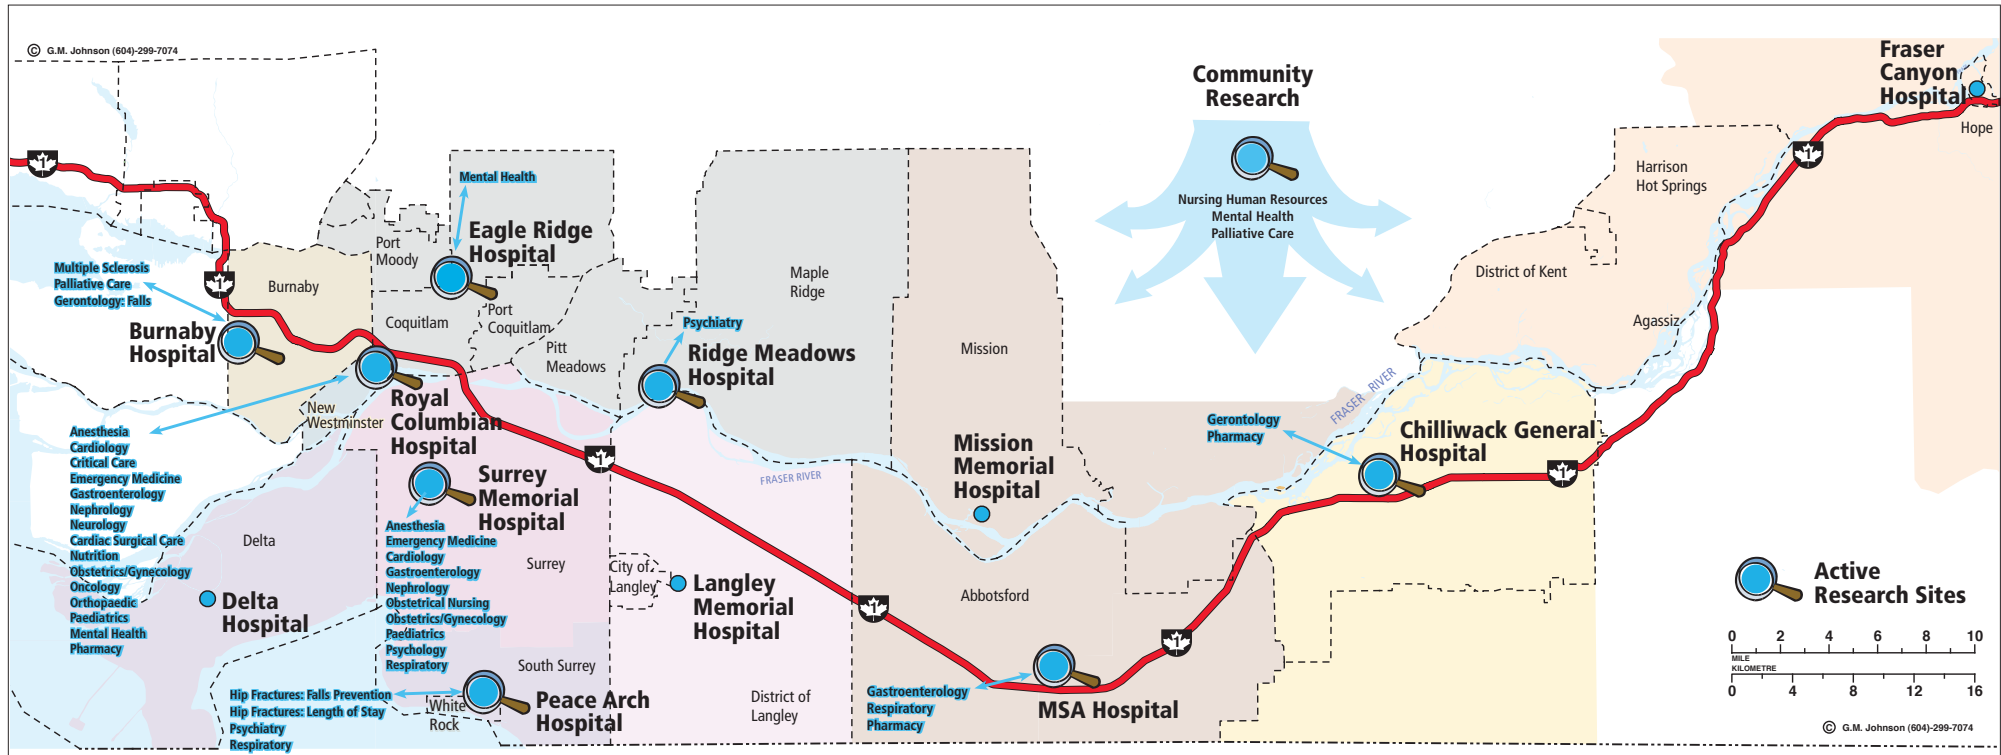 © G.M. Johnson (604)-299-7074
Fraser
Canyon
Hospital
Hope
1
Community
Research
Nursing Human Resources
Mental Health
Palliative Care
1
Harrison
Hot Springs
District of Kent
Agassiz
Mental Health
Eagle Ridge
Hospital
Port
Moody
Multiple Sclerosis
Palliative Care
Gerontology: Falls
1
Burnaby
Burnaby
Hospital
Coquitlam
Port
Coquitlam
Pitt
Meadows
Maple
Ridge
Psychiatry
Ridge Meadows
Hospital
Mission
FRASER RIVER
New
Westminster
Royal
Columbian
Hospital
Anesthesia
Cardiology
Critical Care
Emergency Medicine
Gastroenterology
Nephrology
Neurology
Cardiac Surgical Care
Nutrition
Obstetrics/Gynecology
Oncology
Orthopaedic
Paediatrics
Mental Health
Pharmacy
Surrey
Memorial
Hospital
1
FRASER RIVER
Mission
Memorial
Hospital
Gerontology
Pharmacy
Chilliwack General
Hospital
1
Anesthesia
Emergency Medicine
Cardiology
Gastroenterology
Nephrology
Obstetrical Nursing
Obstetrics/Gynecology
Paediatrics
Psychology
Respiratory
Delta
Delta
Hospital
Surrey
City of
Langley
Langley
Memorial
Hospital
1
Abbotsford
1
South Surrey
Hip Fractures: Falls Prevention
Hip Fractures: Length of Stay
Psychiatry
Respiratory
White
Rock
Peace Arch
Hospital
District of
Langley
Gastroenterology
Respiratory
Pharmacy
MSA Hospital
Active
Research Sites
0 2 4 6 8 10
MILE
KILOMETRE
0 4 8 12 16
© G.M. Johnson (604)-299-7074